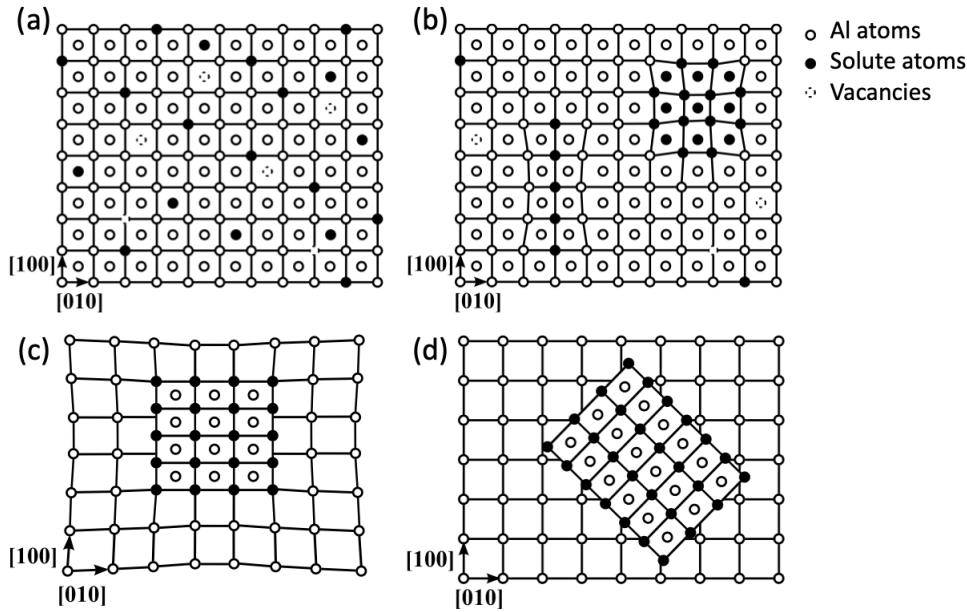 (a)
(b)
Al atoms
Solute atoms
Vacancies
[100]
[010]
[100]
[010]
(c)
(d)
[100]
[010]
[100]
[010]